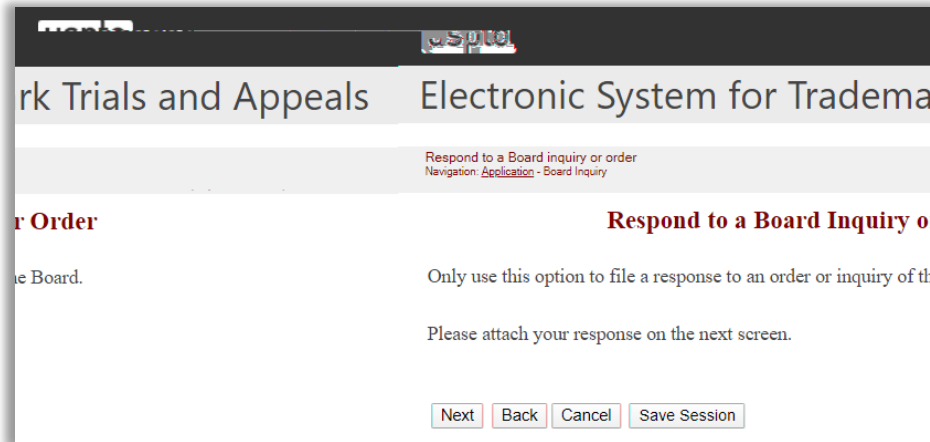 uspto
rk Trials and Appeals Electronic System for Tradema
Respond to a Board inquiry or order
Navigation: Application - Board Inquiry
r Order Respond to a Board Inquiry o
e Board. Only use this option to file a response to an order or inquiry of th
Please attach your response on the next screen.
Next Back Cancel Save Session